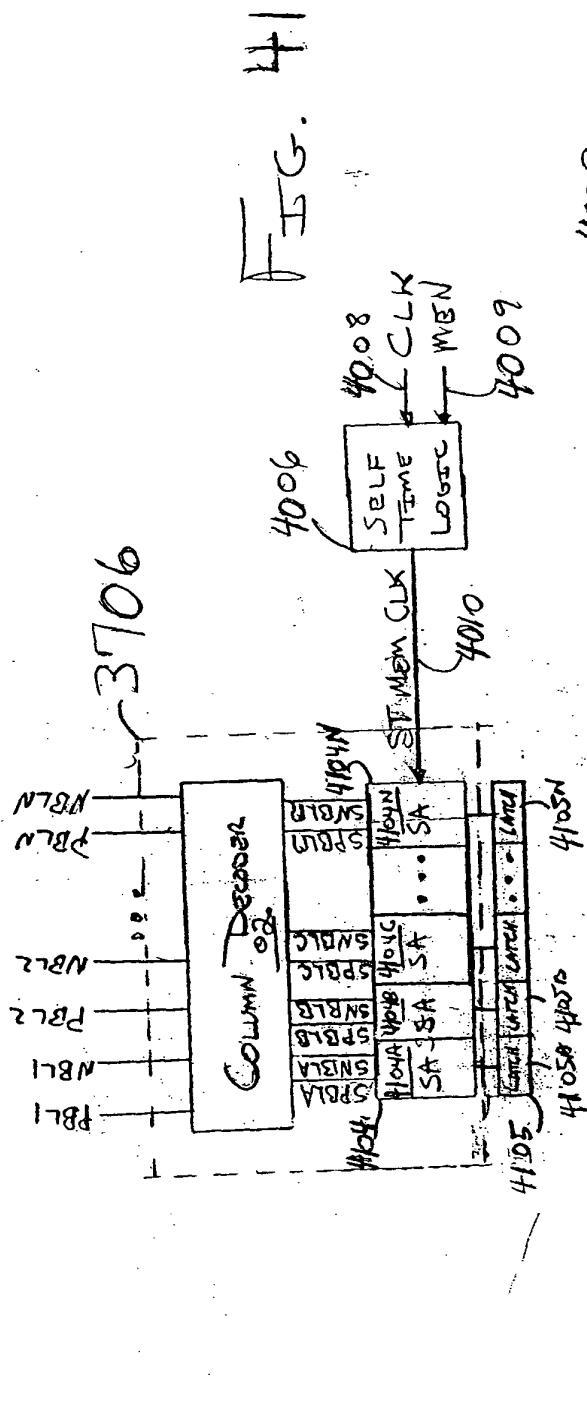 FIG. 41
3706
PBL1 NBL1 PBL2 NBL2 ... PBLN NBLN
COLUMN DECODER
02
SPBLA SNBLA SPBLB SNBLB SPBLC SNBLC SPBLN SNBLN
4104
4104A 4104B 4104C ... 4104N
SA SA SA SA
4104N
ST MEM CLK
4010
4006
SELF
TIME
LOGIC
4008
CLK
MEN
4009
4105
LATCH LATCH LATCH ... LATCH
4105A 4105B 4105N